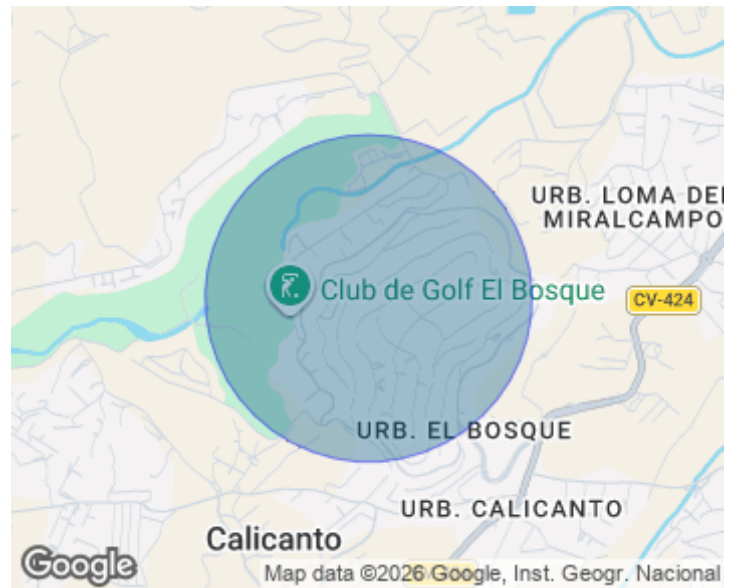 URB. LOMA DEL
MIRALCAMPO
Club de Golf El Bosque
CV-424
URB. EL BOSQUE
URB. CALICANTO
Calicanto
Google
Map data ©2026 Google, Inst. Geogr. Nacional